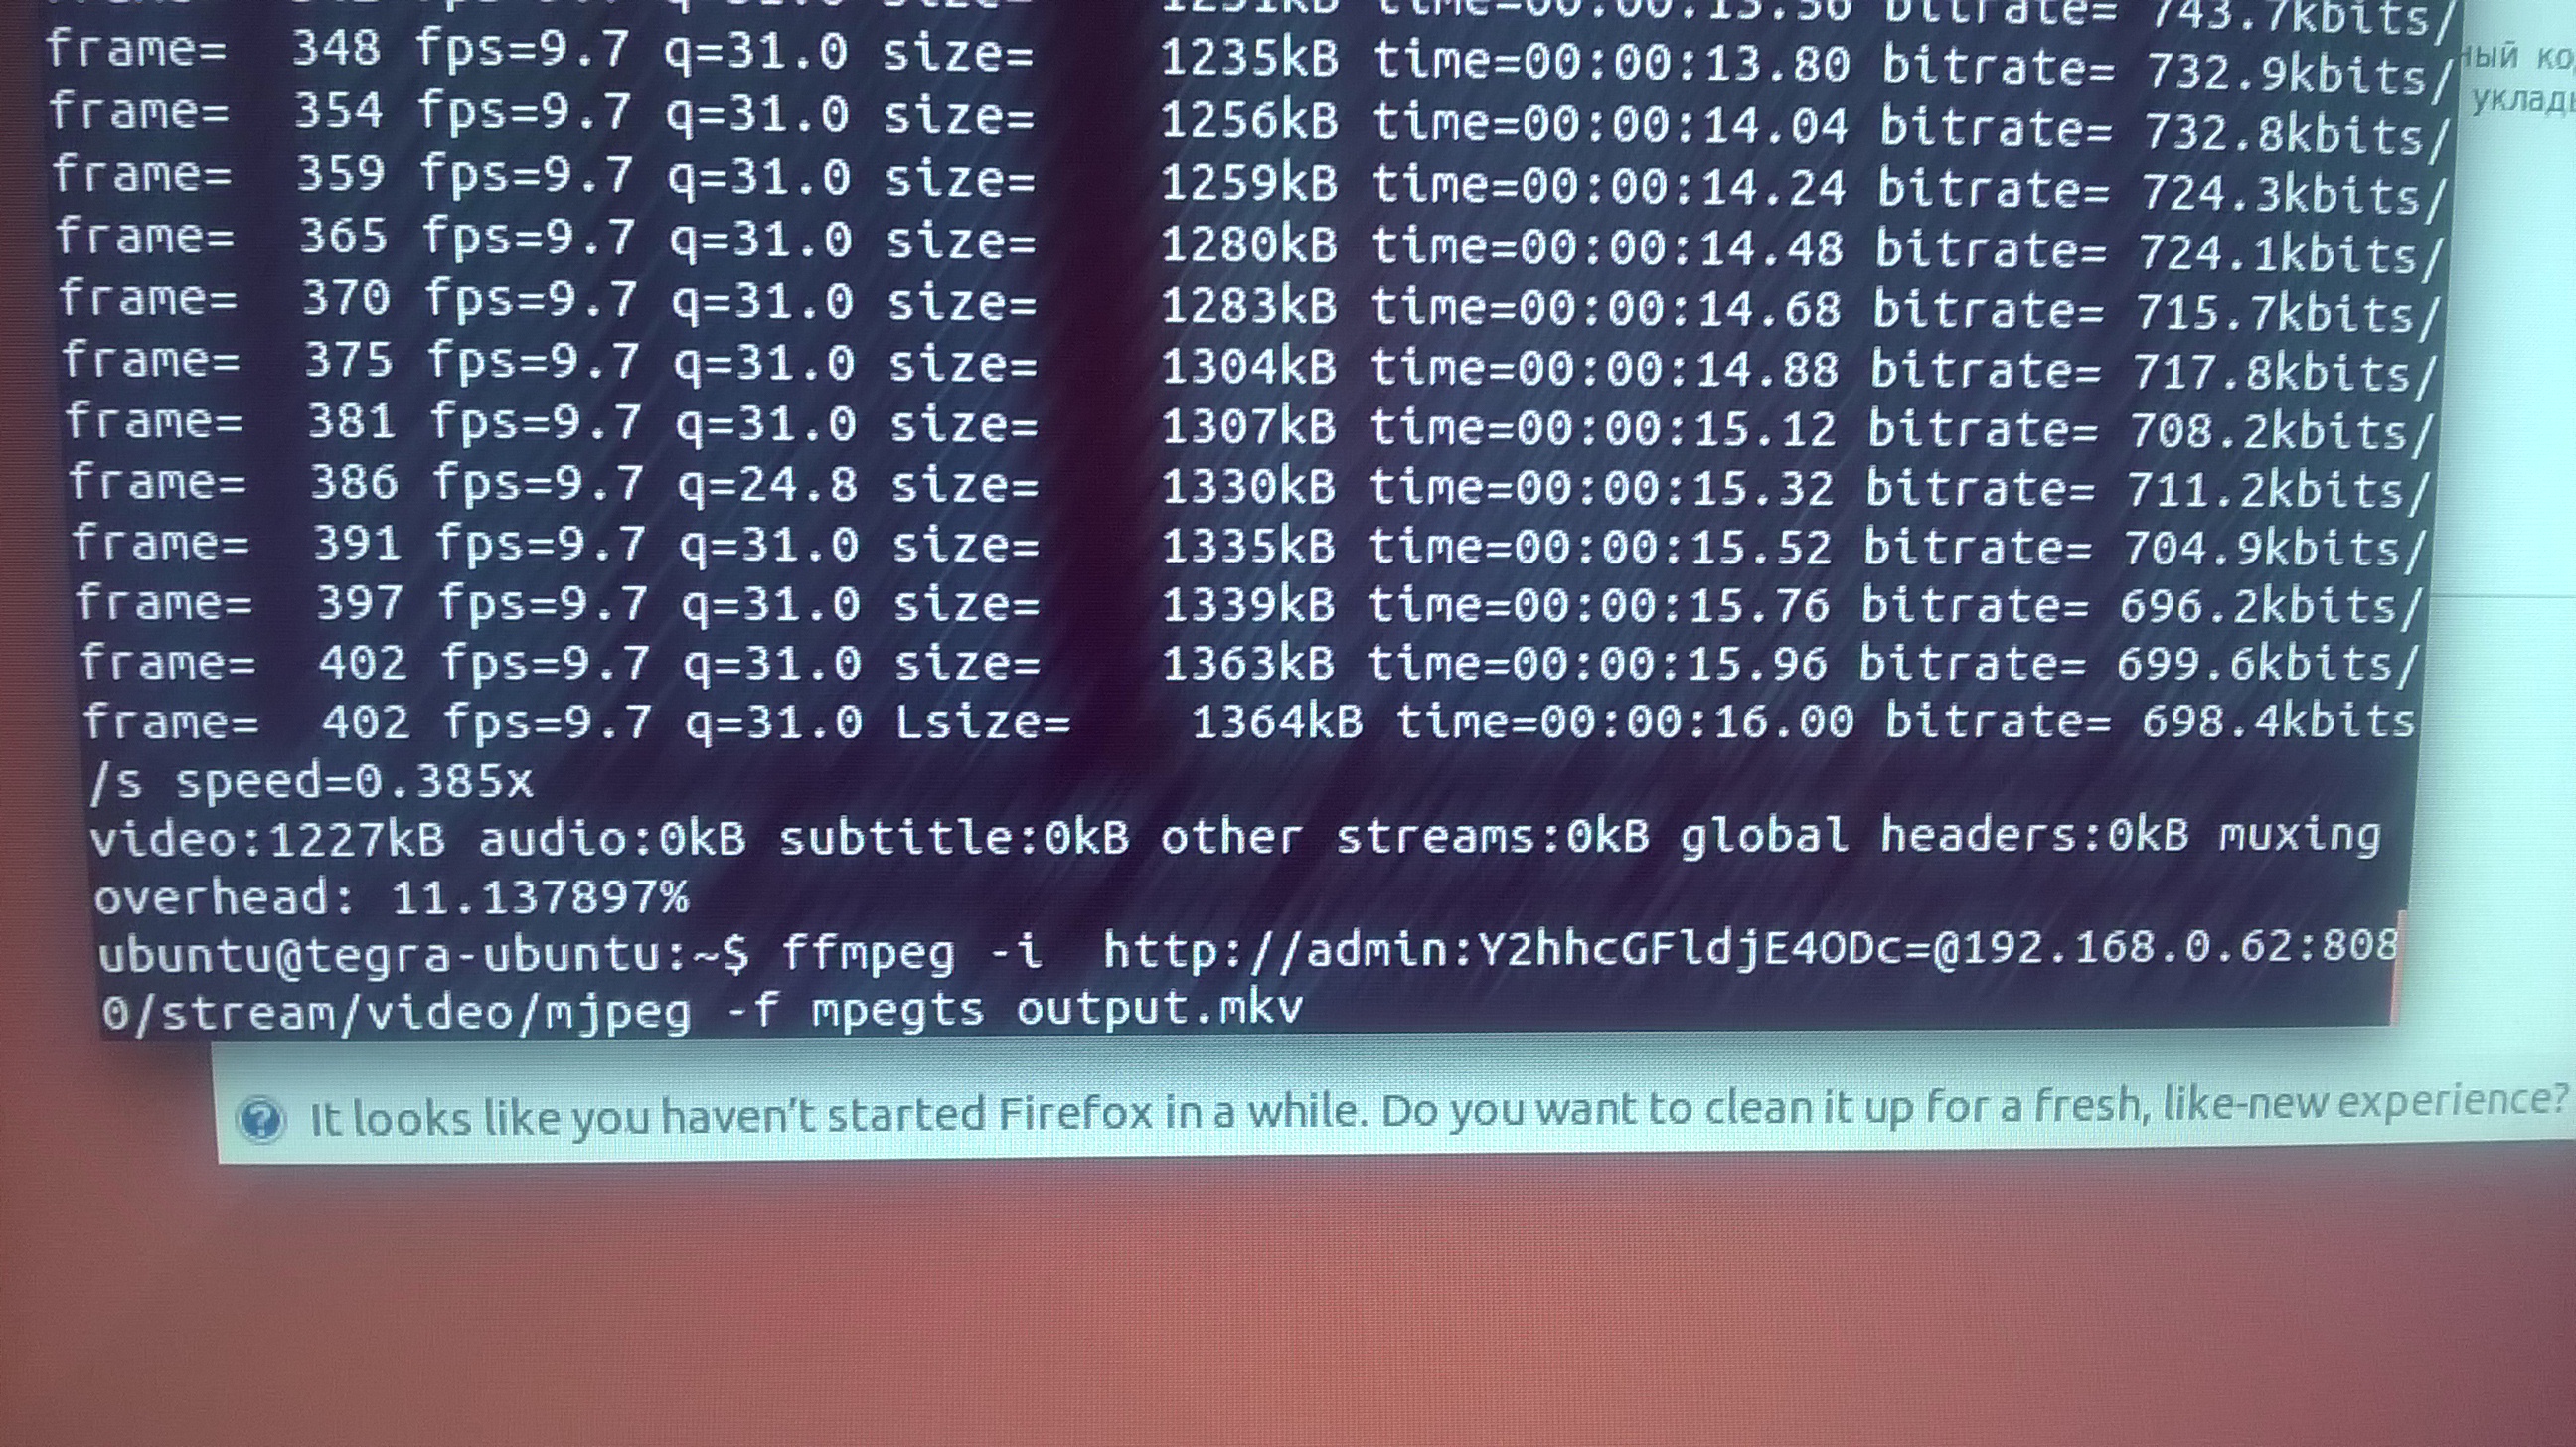 743.7kbits/
frame= 348 fps=9.7 q=31.0 size= 1235kB time=00:00:13.80 bitrate= 732.9kbits/
frame= 354 fps=9.7 q=31.0 size= 1256kB time=00:00:14.04 bitrate= 732.8kbits/
frame= 359 fps=9.7 q=31.0 size= 1259kB time=00:00:14.24 bitrate= 724.3kbits/
frame= 365 fps=9.7 q=31.0 size= 1280kB time=00:00:14.48 bitrate= 724.1kbits/
frame= 370 fps=9.7 q=31.0 size= 1283kB time=00:00:14.68 bitrate= 715.7kbits/
frame= 375 fps=9.7 q=31.0 size= 1304kB time=00:00:14.88 bitrate= 717.8kbits/
frame= 381 fps=9.7 q=31.0 size= 1307kB time=00:00:15.12 bitrate= 708.2kbits/
frame= 386 fps=9.7 q=24.8 size= 1330kB time=00:00:15.32 bitrate= 711.2kbits/
frame= 391 fps=9.7 q=31.0 size= 1335kB time=00:00:15.52 bitrate= 704.9kbits/
frame= 397 fps=9.7 q=31.0 size= 1339kB time=00:00:15.76 bitrate= 696.2kbits/
frame= 402 fps=9.7 q=31.0 size= 1363kB time=00:00:15.96 bitrate= 699.6kbits/
frame= 402 fps=9.7 q=31.0 Lsize= 1364kB time=00:00:16.00 bitrate= 698.4kbits
/s speed=0.385x
video:1227kB audio:0kB subtitle:0kB other streams:0kB global headers:0kB muxing
overhead: 11.137897%
ubuntu@tegra-ubuntu:~$ ffmpeg -i http://admin:Y2hhcGFldjE4ODc=@192.168.0.62:808
0/stream/video/mjpeg -f mpegts output.mkv
It looks like you haven't started Firefox in a while. Do you want to clean it up for a fresh, like-new experience?